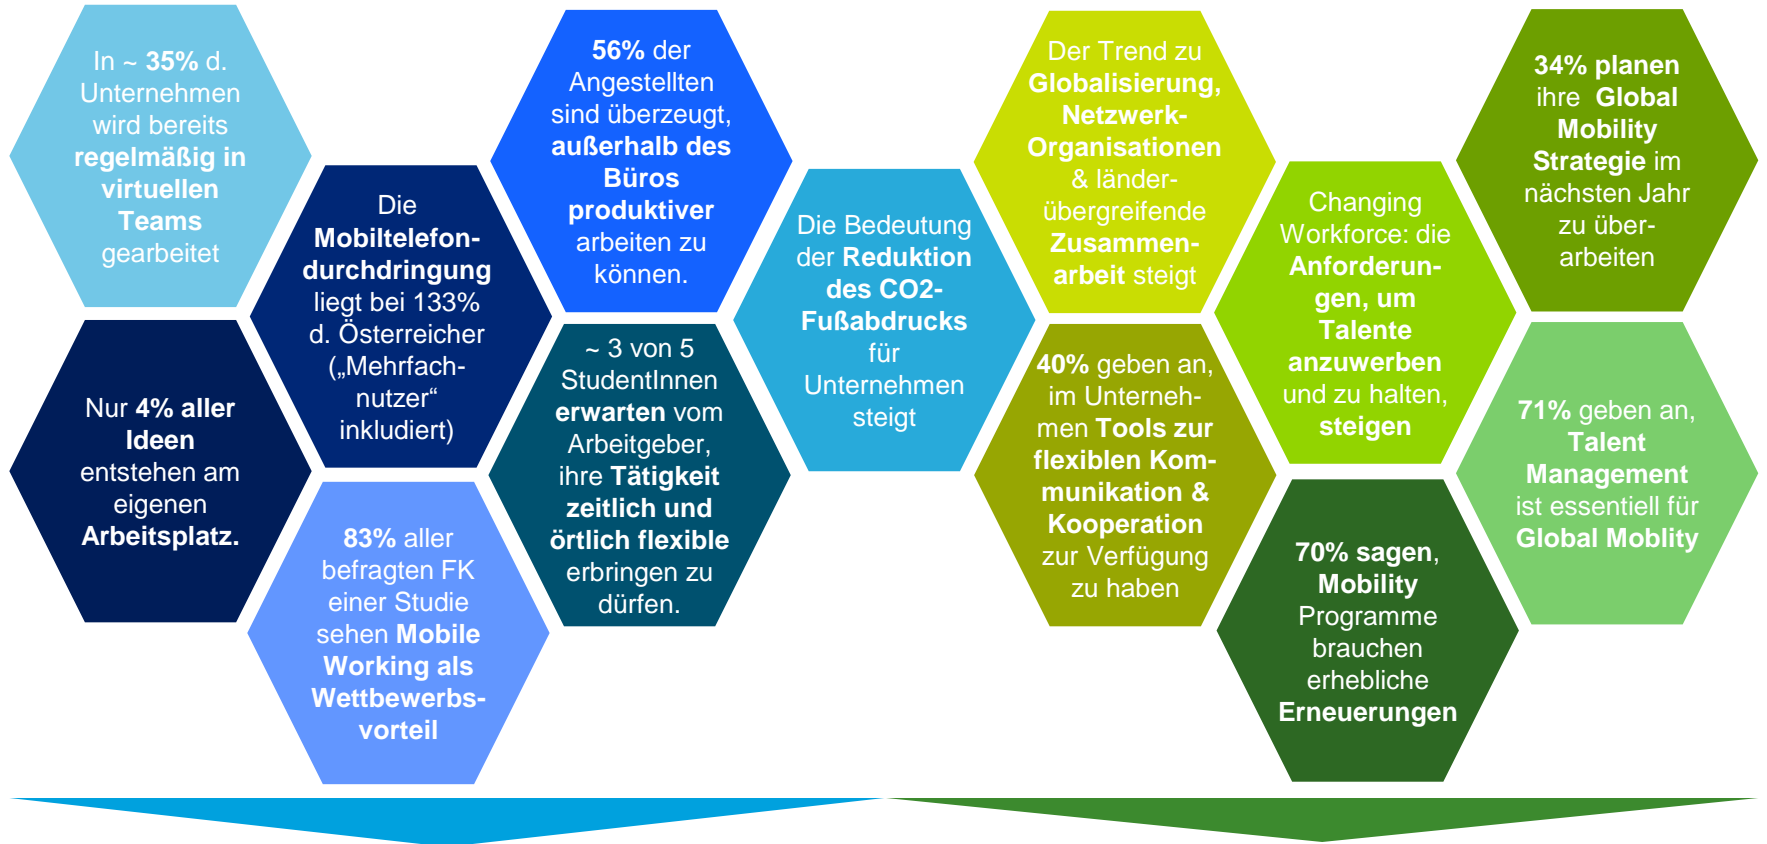 In ~ 35% d.
Unternehmen
wird bereits
regelmäßig in
virtuellen
Teams
gearbeitet
Nur 4% aller
Ideen
entstehen am
eigenen
Arbeitsplatz.
Die
Mobiltelefon-
durchdringung
liegt bei 133%
d. Österreicher
(„Mehrfach-
nutzer“
inkludiert)
83% aller
befragten FK
einer Studie
sehen Mobile
Working als
Wettbewerbs-
vorteil
56% der
Angestellten
sind überzeugt,
außerhalb des
Büros
produktiver
arbeiten zu
können.
~ 3 von 5
StudentInnen
erwarten vom
Arbeitgeber,
ihre Tätigkeit
zeitlich und
örtlich flexible
erbringen zu
dürfen.
Die Bedeutung
der Reduktion
des CO2-
Fußabdrucks
für
Unternehmen
steigt
Der Trend zu
Globalisierung,
Netzwerk-
Organisationen
& länder-
übergreifende
Zusammen-
arbeit steigt
40% geben an,
im Unterneh-
men Tools zur
flexiblen Kom-
munikation &
Kooperation
zur Verfügung
zu haben
Changing
Workforce: die
Anforderun-
gen, um
Talente
anzuwerben
und zu halten,
steigen
70% sagen,
Mobility
Programme
brauchen
erhebliche
Erneuerungen
34% planen
ihre Global
Mobility
Strategie im
nächsten Jahr
zu über-
arbeiten
71% geben an,
Talent
Management
ist essentiell für
Global Moblity